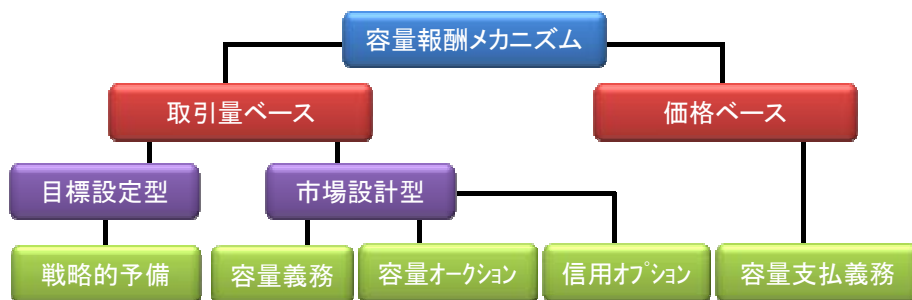 容量報酬メカニズム
取引量ベース
価格ベース
目標設定型
市場設計型
戦略的予備
容量義務
容量オークション
信用オプション
容量支払義務